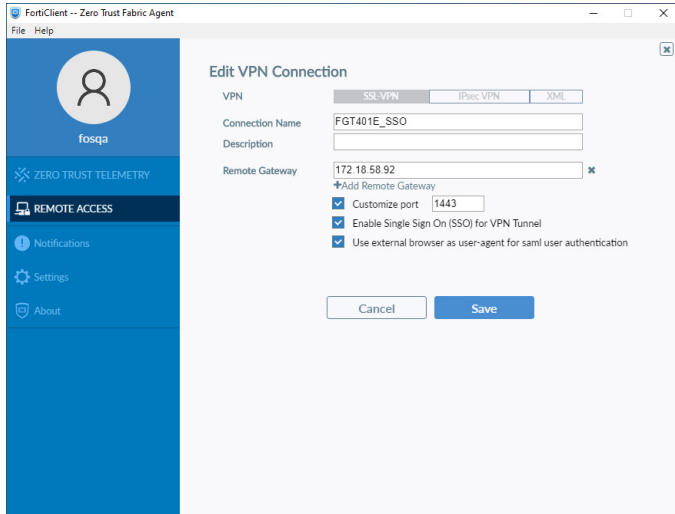 FortiClient -- Zero Trust Fabric Agent
File Help
fosqa
ZERO TRUST TELEMETRY
REMOTE ACCESS
Notifications
Settings
About
Edit VPN Connection
VPN SSL-VPN IPsec VPN XML
Connection Name FGT401E_SSO
Description
Remote Gateway 172.18.58.92
+Add Remote Gateway
Customize port 1443
Enable Single Sign On (SSO) for VPN Tunnel
Use external browser as user-agent for saml user authentication
Cancel Save